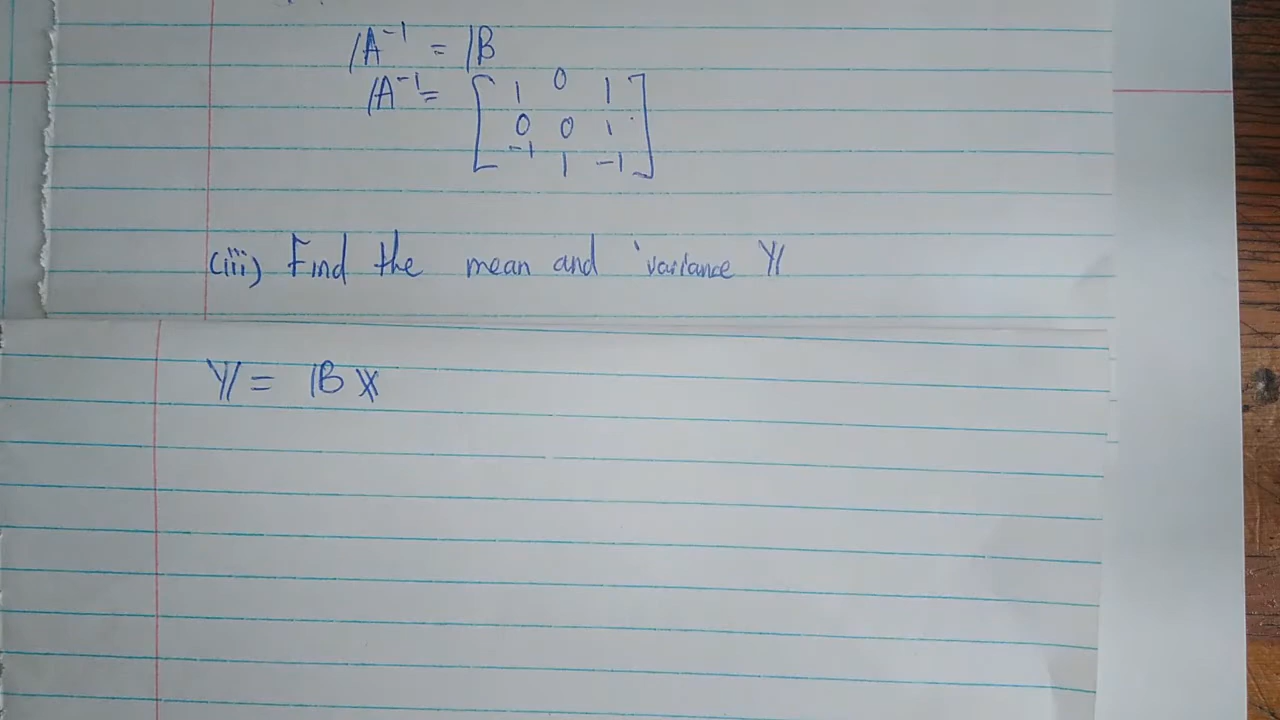 |A⁻¹ = |B
|A⁻¹ = [ 1 0 1
0 0 1
-1 1 -1 ]
(iii) Find the mean and variance Y
Y = |B X